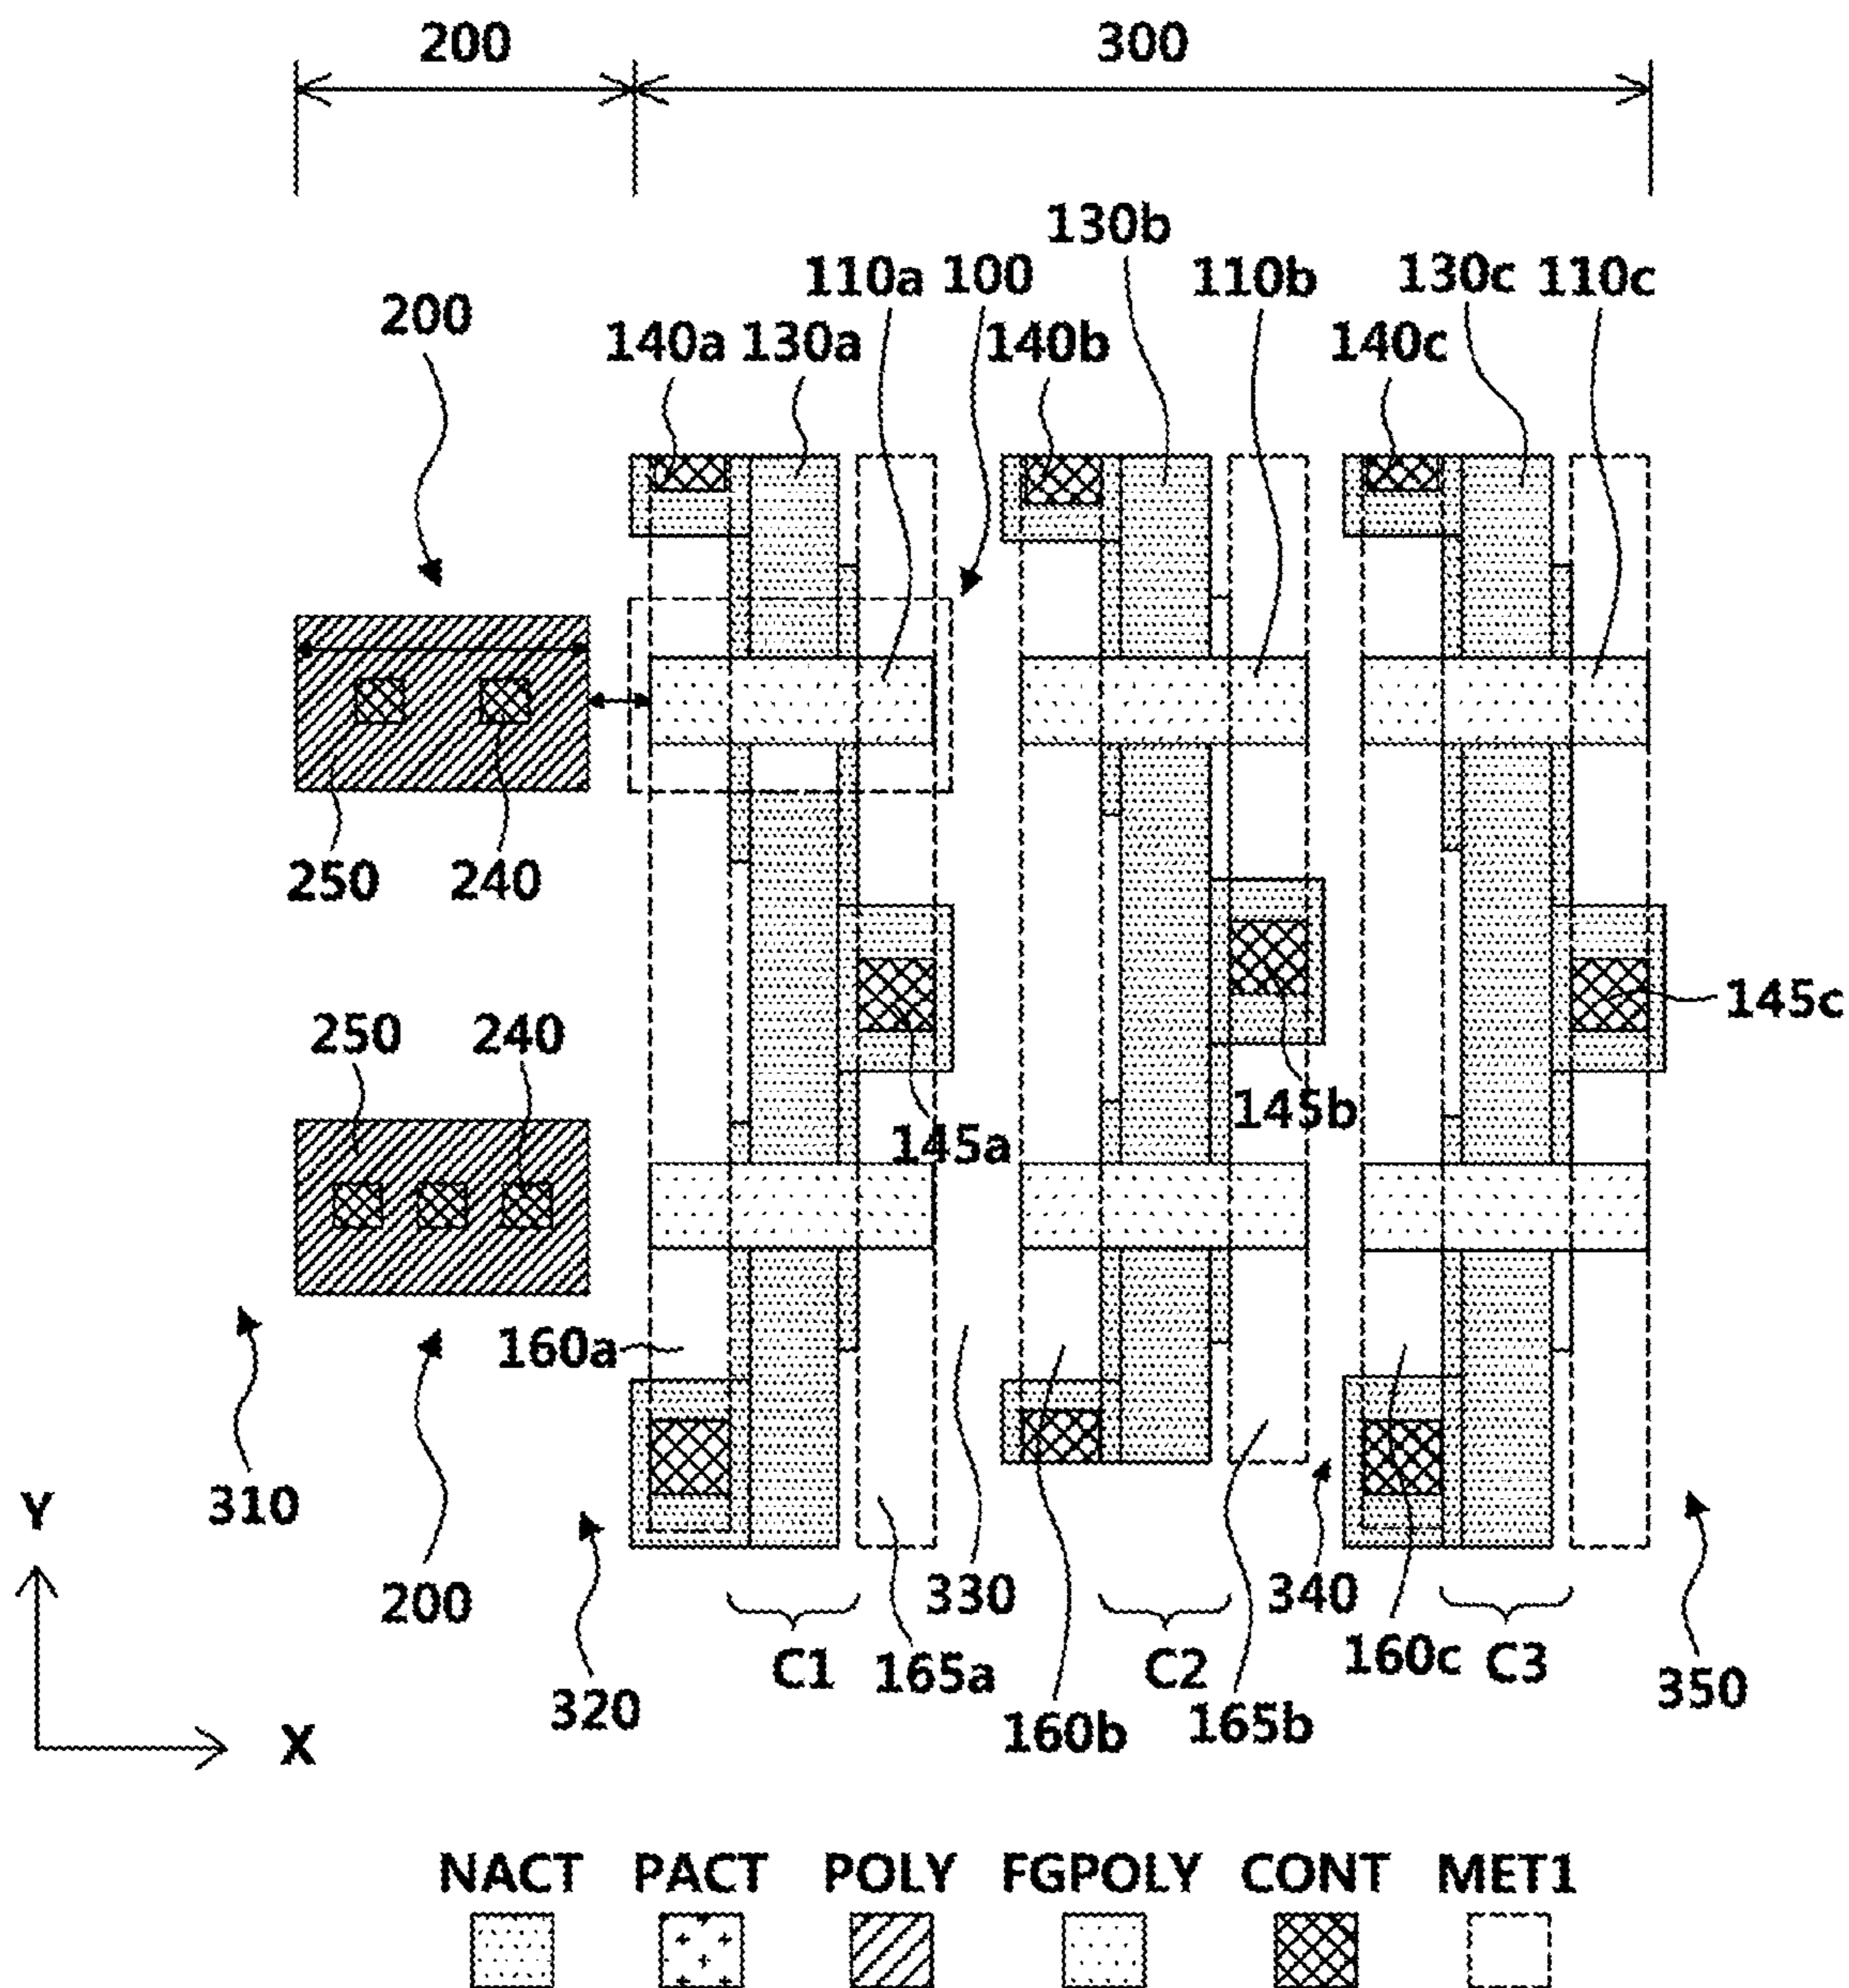 200 300
130b
110a 100 110b 130c 110c
200 140a 130a 140b 140c
250 240
145c
250 240
145b
145a
160a
310
Y
200 330 340
C1 165a C2 160c C3
320 160b 165b 350
X
NACT PACT POLY FGPOLY CONT MET1